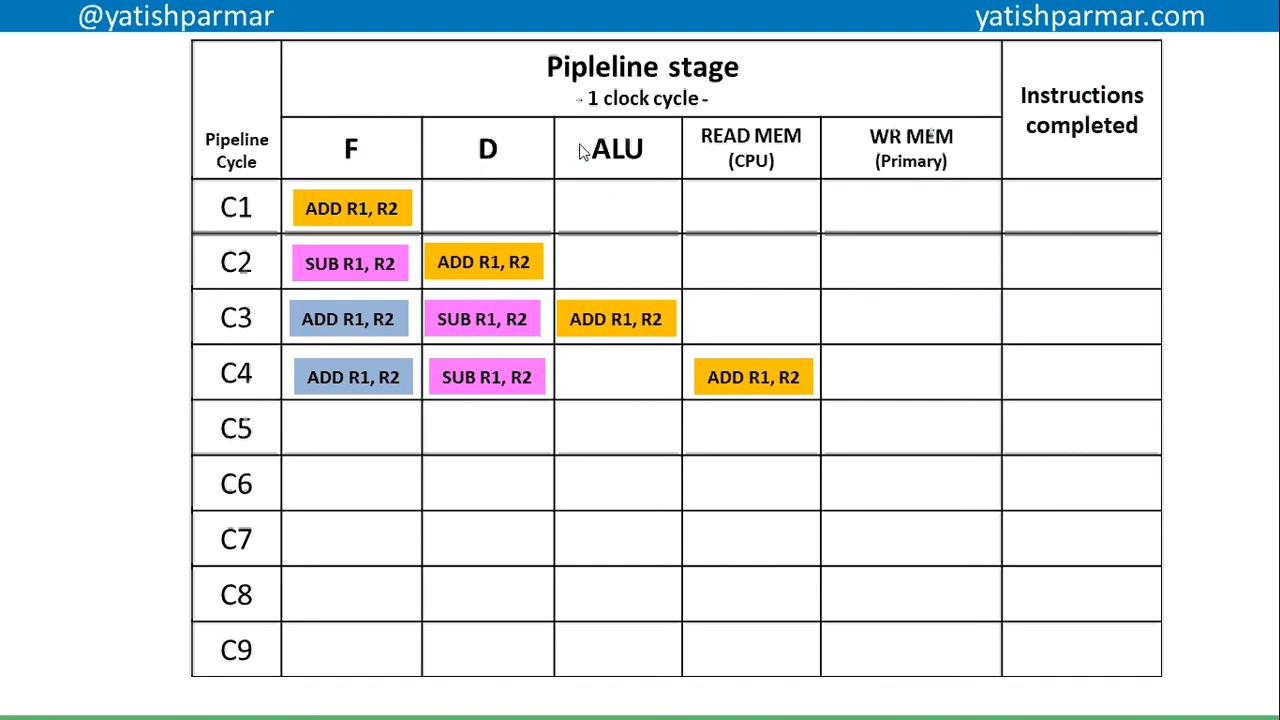 @yatishparmar yatishparmar.com
Pipleline stage
- 1 clock cycle -
Instructions
completed
Pipeline
Cycle
F D ALU READ MEM
(CPU) WR MEM
(Primary)
C1 ADD R1, R2
C2 SUB R1, R2 ADD R1, R2
C3 ADD R1, R2 SUB R1, R2 ADD R1, R2
C4 ADD R1, R2 SUB R1, R2 ADD R1, R2
C5
C6
C7
C8
C9